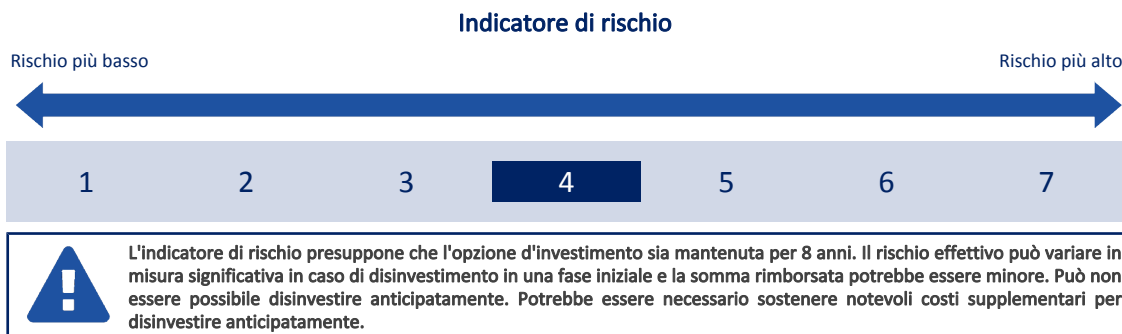 Indicatore di rischio
Rischio più basso
Rischio più alto
1 2 3 4 5 6 7
L'indicatore di rischio presuppone che l'opzione d'investimento sia mantenuta per 8 anni. Il rischio effettivo può variare in
misura significativa in caso di disinvestimento in una fase iniziale e la somma rimborsata potrebbe essere minore. Può non
essere possibile disinvestire anticipatamente. Potrebbe essere necessario sostenere notevoli costi supplementari per
disinvestire anticipatamente.